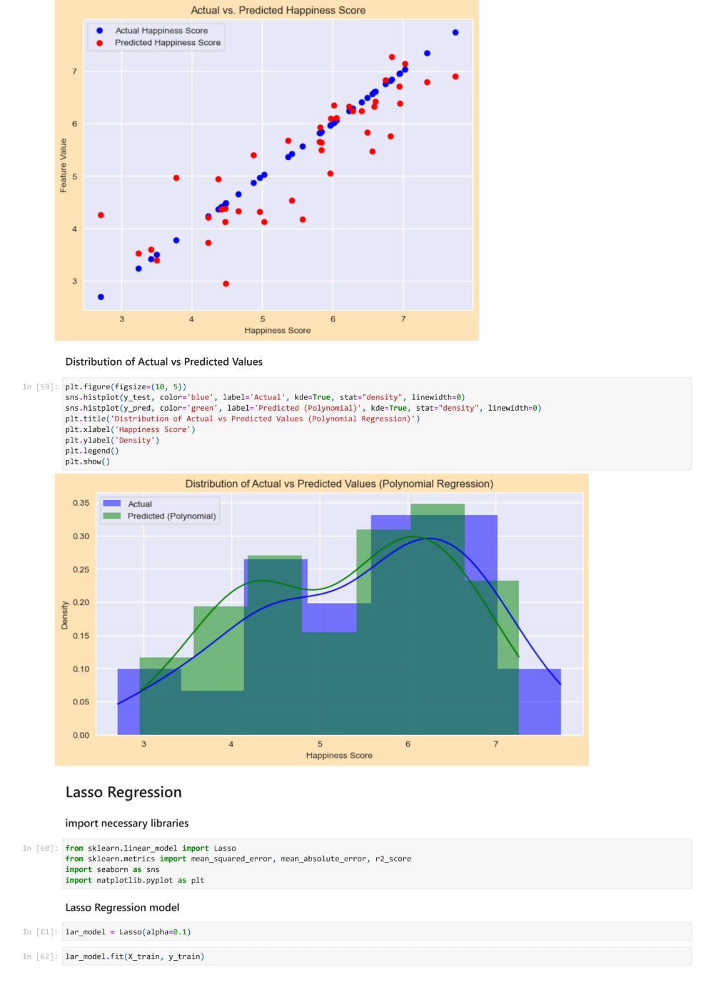 Actual vs. Predicted Happiness Score
Actual Happiness Score
Predicted Happiness Score
7
6
5
4
3
Feature Value
3 4 5 6 7
Happiness Score
Distribution of Actual vs Predicted Values
In [59]: plt.figure(figsize=(10, 5))
sns.histplot(y_test, color='blue', label='Actual', kde=True, stat="density", linewidth=0)
sns.histplot(y_pred, color='green', label='Predicted (Polynomial)', kde=True, stat="density", linewidth=0)
plt.title('Distribution of Actual vs Predicted Values (Polynomial Regression)')
plt.xlabel('Happiness Score')
plt.ylabel('Density')
plt.legend()
plt.show()
Distribution of Actual vs Predicted Values (Polynomial Regression)
Actual
Predicted (Polynomial)
0.35
0.30
0.25
0.20
0.15
0.10
0.05
0.00
Density
3 4 5 6 7
Happiness Score
Lasso Regression
import necessary libraries
In [60]: from sklearn.linear_model import Lasso
from sklearn.metrics import mean_squared_error, mean_absolute_error, r2_score
import seaborn as sns
import matplotlib.pyplot as plt
Lasso Regression model
In [61]: lar_model = Lasso(alpha=0.1)
In [62]: lar_model.fit(X_train, y_train)